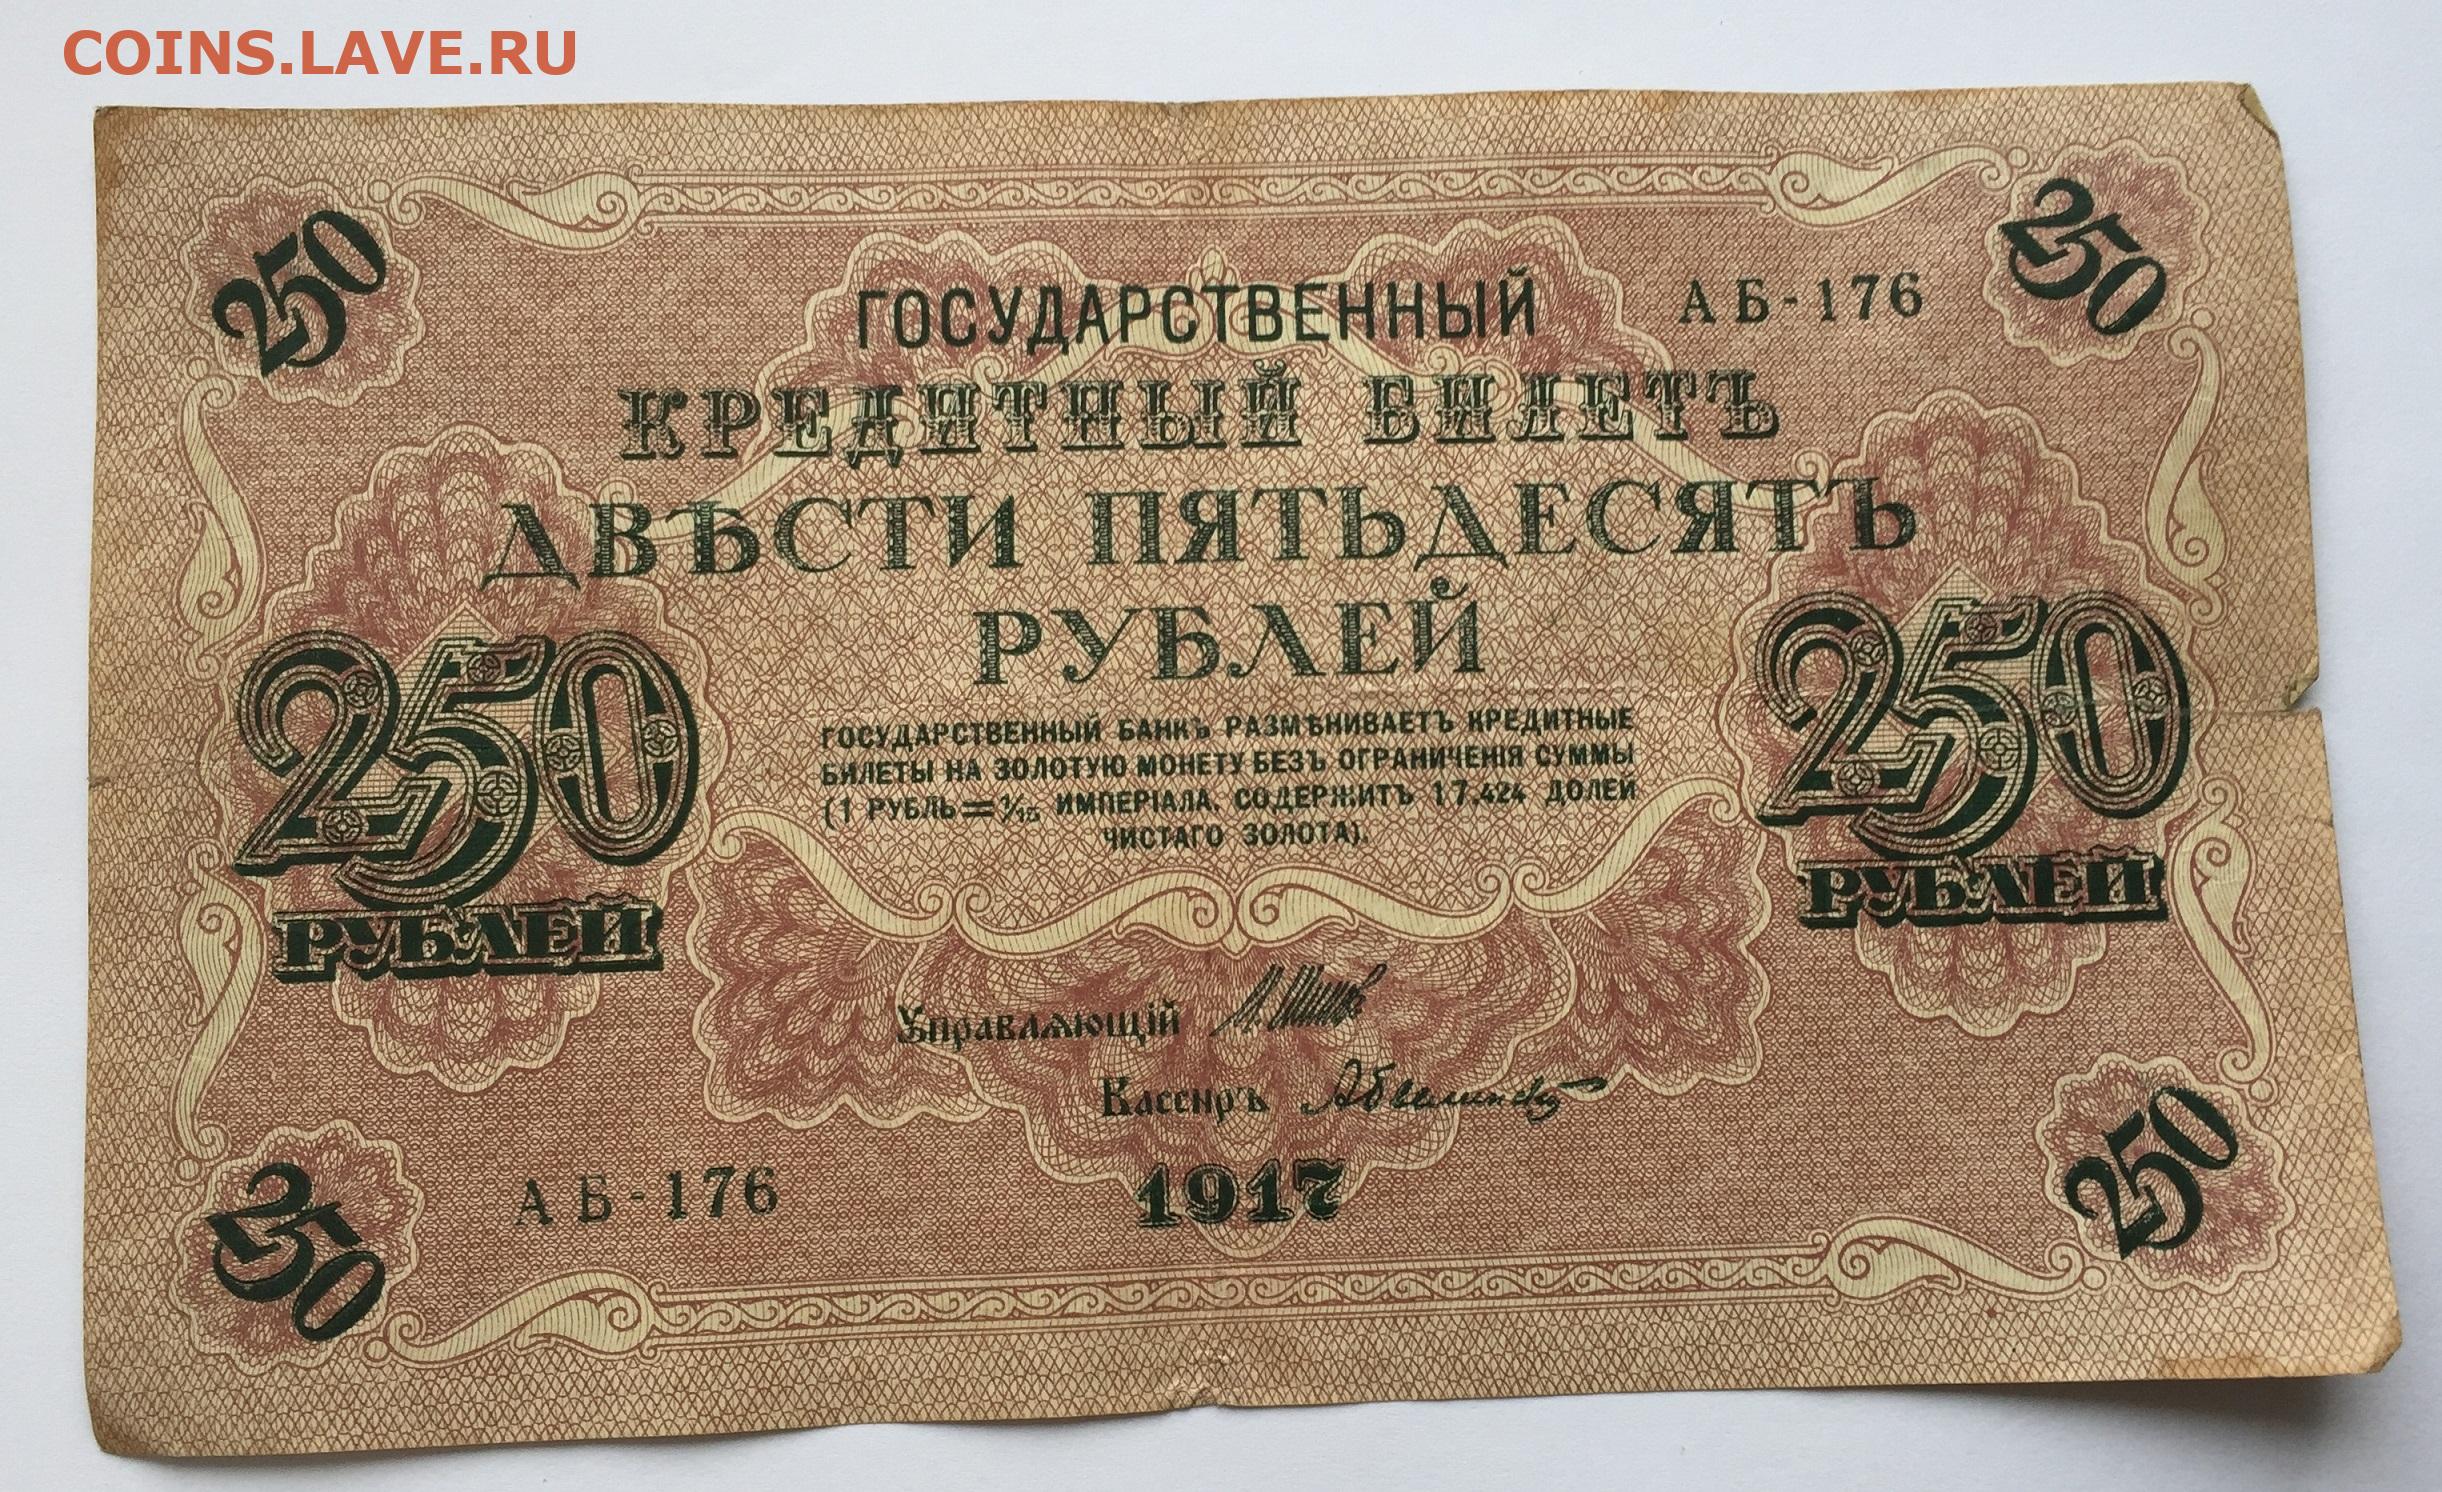 COINS.LAVE.RU
250
250
ГОСУДАРСТВЕННЫЙ
АБ-176
КРЕДИТНЫЙ БИЛЕТЪ
ДВѢСТИ ПЯТЬДЕСЯТЪ
РУБЛЕЙ
250
РУБЛЕЙ
250
РУБЛЕЙ
ГОСУДАРСТВЕННЫЙ БАНКЪ РАЗМѢНИВАЕТЪ КРЕДИТНЫЕ
БИЛЕТЫ НА ЗОЛОТУЮ МОНЕТУ БЕЗЪ ОГРАНИЧЕНІЯ СУММЫ
(1 РУБЛЬ = 1/15 ИМПЕРІАЛА, СОДЕРЖИТЪ 17,424 ДОЛЕЙ
ЧИСТАГО ЗОЛОТА).
Управляющій
Кассиръ
АБ-176
1917
250
250